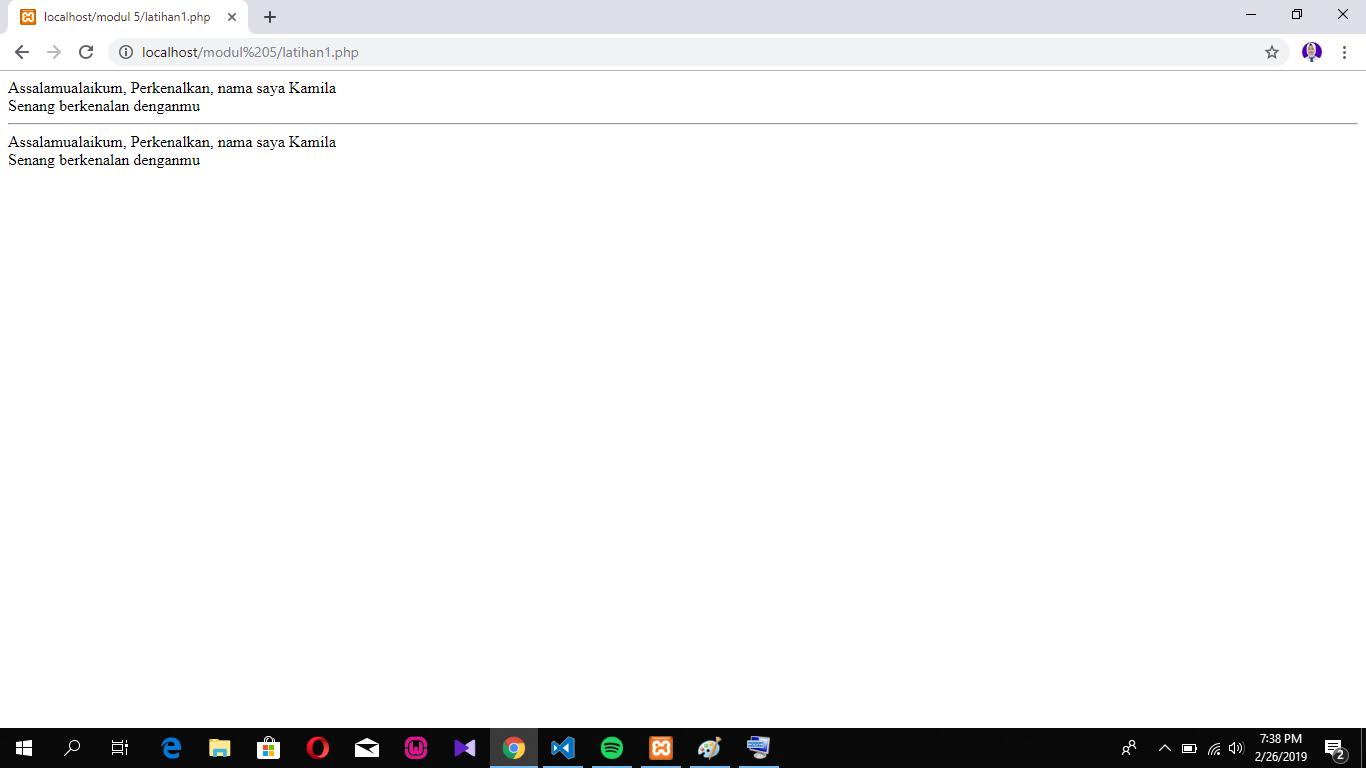 localhost/modul 5/latihan1.php
localhost/modul%205/latihan1.php
Assalamualaikum, Perkenalkan, nama saya Kamila
Senang berkenalan denganmu
Assalamualaikum, Perkenalkan, nama saya Kamila
Senang berkenalan denganmu
7:38 PM
2/26/2019
2